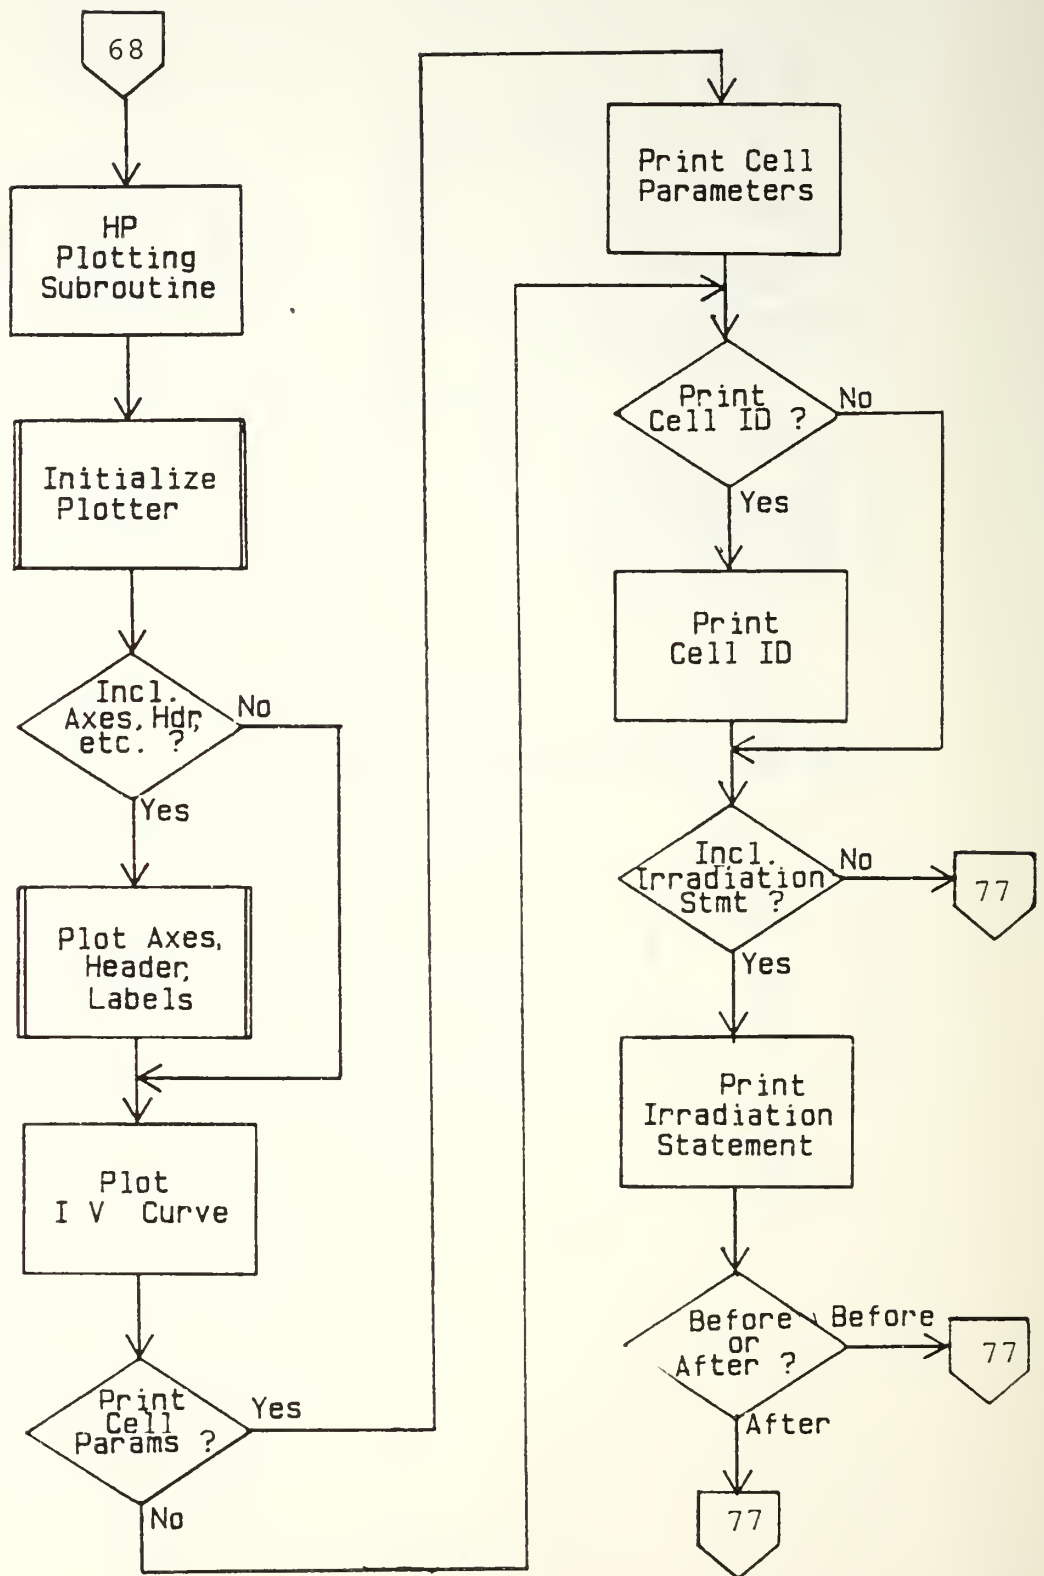 68
HP
Plotting
Subroutine
Initialize
Plotter
Incl.
Axes, Hdr,
etc. ?
No
Yes
Plot Axes,
Header,
Labels
Plot
I V Curve
Print
Cell
Params ?
Yes
No
Print Cell
Parameters
Print
Cell ID ?
No
Yes
Print
Cell ID
Incl.
Irradiation
Stmt ?
No
77
Yes
Print
Irradiation
Statement
Before
or
After ?
Before
77
After
77